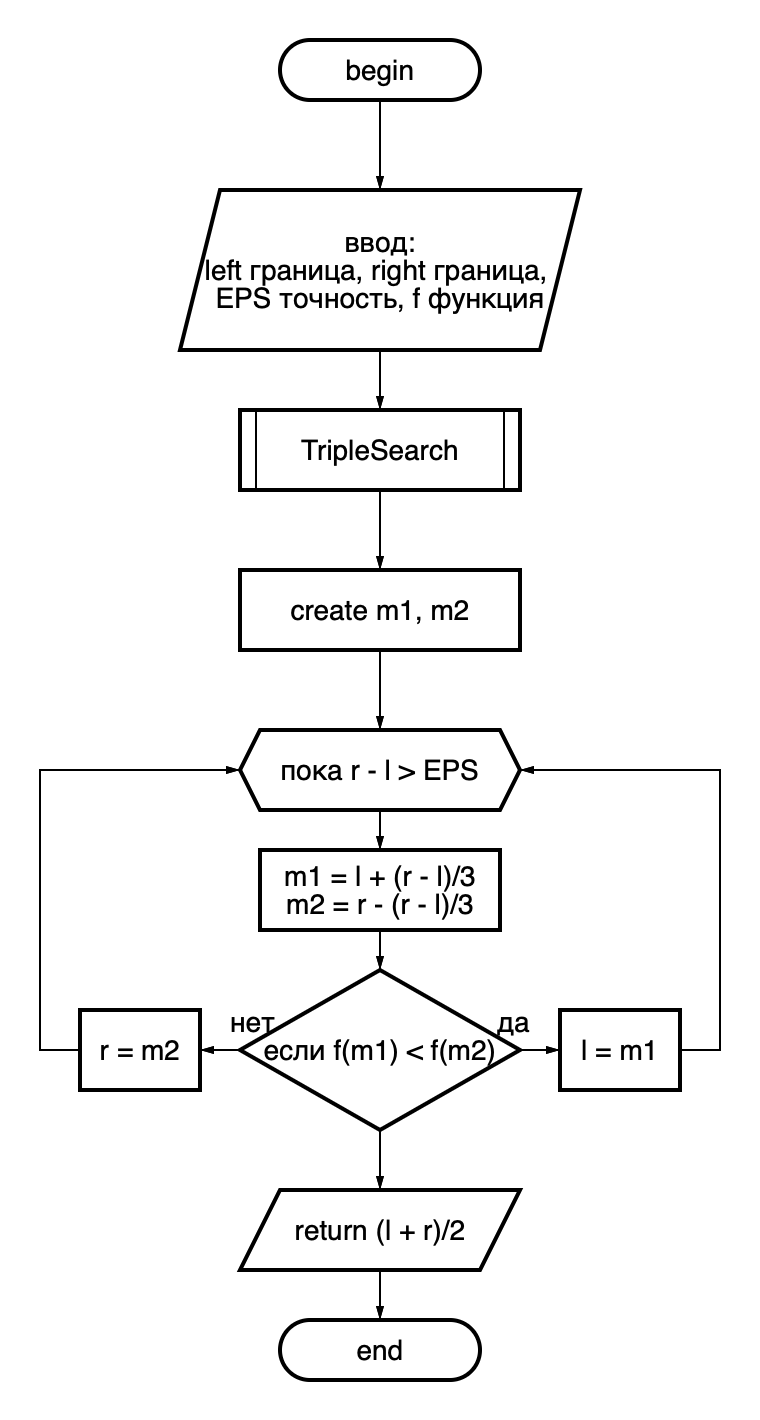 begin
ввод:
left граница, right граница,
EPS точность, f функция
TripleSearch
create m1, m2
пока r - l > EPS
m1 = l + (r - l)/3
m2 = r - (r - l)/3
нет
да
r = m2
если f(m1) < f(m2)
l = m1
return (l + r)/2
end